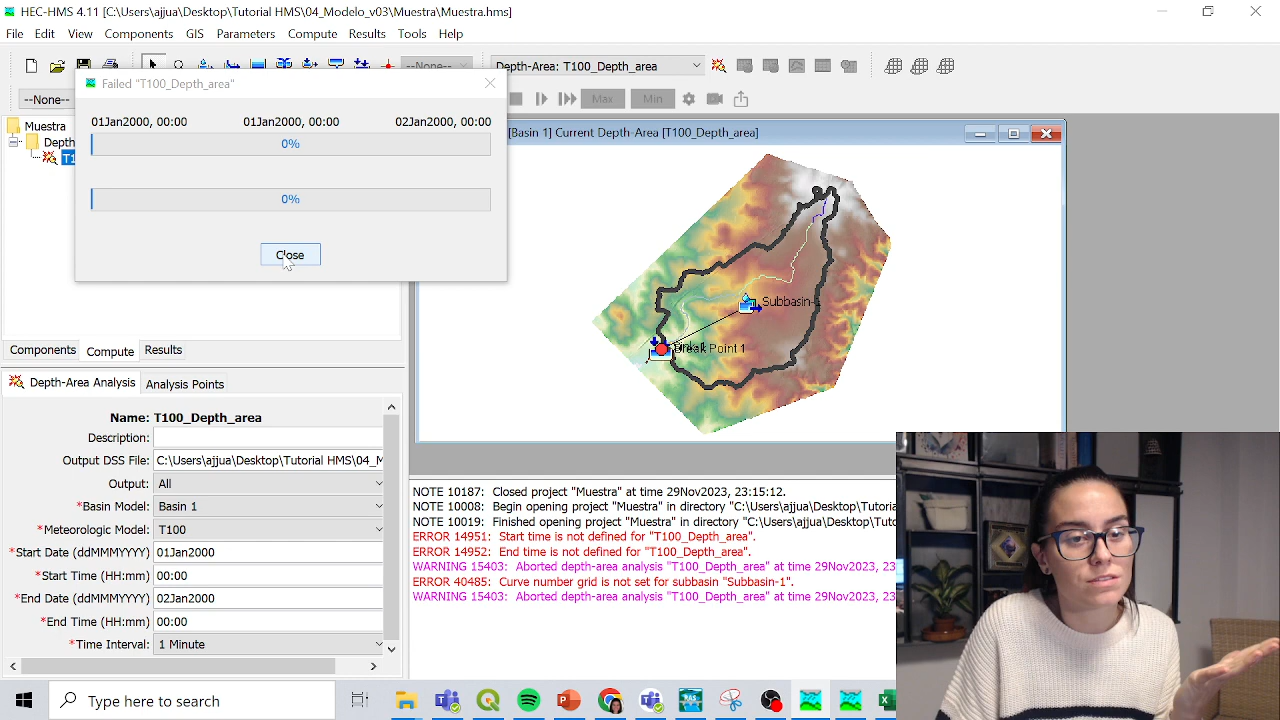 HEC-HMS 4.11 [C:\Users\ajjua\Desktop\Tutorial HMS\04_Modelo_v03\Muestra\Muestra.hms]
File Edit View Components GIS Parameters Compute Results Tools Help
--None-- Depth-Area: T100_Depth_area
Failed "T100_Depth_area"
--None-- Max Min
01Jan2000, 00:00 01Jan2000, 00:00 02Jan2000, 00:00
0%
0%
Close
Muestra
Depth
T1
[Basin 1] Current Depth-Area [T100_Depth_area]
Subbasin-1
Break Point 1
Components Compute Results
Depth-Area Analysis Analysis Points
Name: T100_Depth_area
Description:
Output DSS File: C:\Users\ajjua\Desktop\Tutorial HMS\04_M
Output: All
*Basin Model: Basin 1
*Meteorologic Model: T100
*Start Date (ddMMMYYYY) 01Jan2000
*Start Time (HH:mm) 00:00
*End Date (ddMMMYYYY) 02Jan2000
*End Time (HH:mm) 00:00
*Time Interval: 1 Minute
NOTE 10187: Closed project "Muestra" at time 29Nov2023, 23:15:12.
NOTE 10008: Begin opening project "Muestra" in directory "C:\Users\ajjua\Desktop\Tutoria
NOTE 10019: Finished opening project "Muestra" in directory "C:\Users\ajjua\Desktop\Tuto
ERROR 14951: Start time is not defined for "T100_Depth_area".
ERROR 14952: End time is not defined for "T100_Depth_area".
WARNING 15403: Aborted depth-area analysis "T100_Depth_area" at time 29Nov2023, 23
ERROR 40485: Curve number grid is not set for subbasin "Subbasin-1".
WARNING 15403: Aborted depth-area analysis "T100_Depth_area" at time 29Nov2023, 23
Type here to search